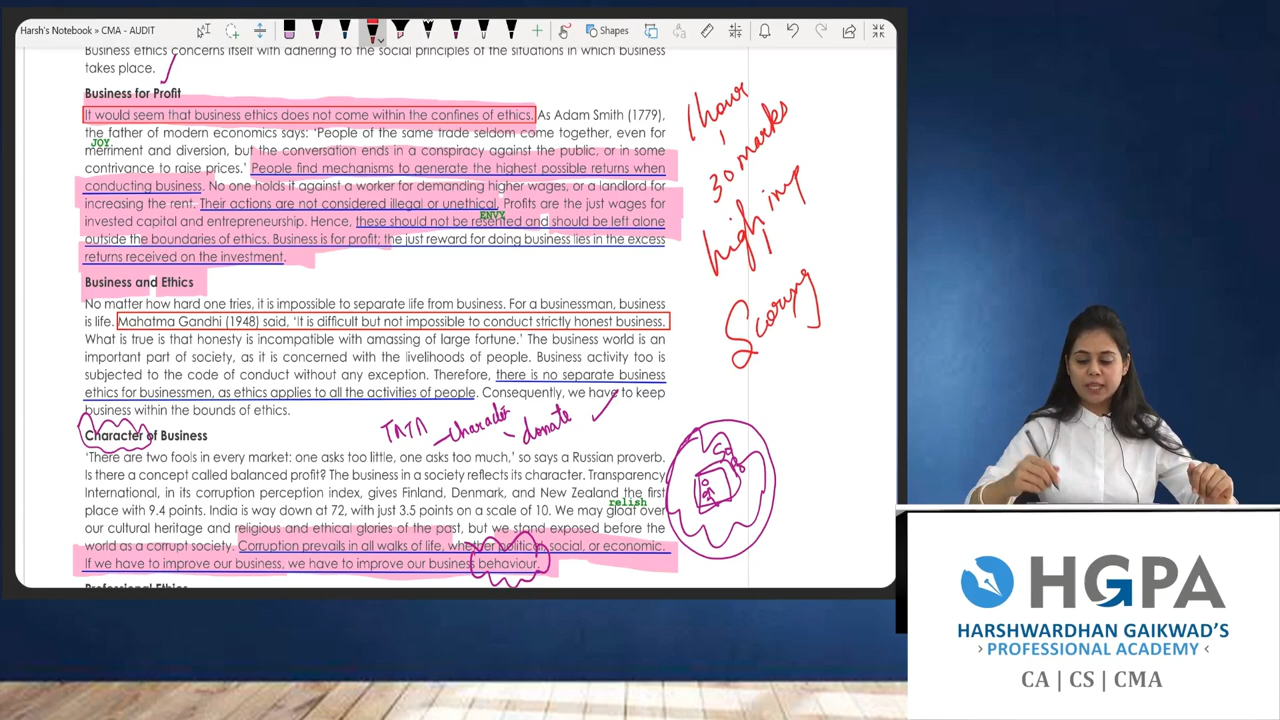 Harsh's Notebook » CMA - AUDIT
Shapes
Business ethics concerns itself with adhering to the social principles of the situations in which business
takes place.
Business for Profit
It would seem that business ethics does not come within the confines of ethics. As Adam Smith (1779),
the father of modern economics says: 'People of the same trade seldom come together, even for
JOY
merriment and diversion, but the conversation ends in a conspiracy against the public, or in some
contrivance to raise prices.' People find mechanisms to generate the highest possible returns when
conducting business. No one holds it against a worker for demanding higher wages, or a landlord for
increasing the rent. Their actions are not considered illegal or unethical. Profits are the just wages for
ENVY
invested capital and entrepreneurship. Hence, these should not be resented and should be left alone
outside the boundaries of ethics. Business is for profit; the just reward for doing business lies in the excess
returns received on the investment.
Business and Ethics
No matter how hard one tries, it is impossible to separate life from business. For a businessman, business
is life. Mahatma Gandhi (1948) said, 'It is difficult but not impossible to conduct strictly honest business.
What is true is that honesty is incompatible with amassing of large fortune.' The business world is an
important part of society, as it is concerned with the livelihoods of people. Business activity too is
subjected to the code of conduct without any exception. Therefore, there is no separate business
ethics for businessmen, as ethics applies to all the activities of people. Consequently, we have to keep
business within the bounds of ethics.
TATA
character
donate
Character of Business
'There are two fools in every market: one asks too little, one asks too much,' so says a Russian proverb.
Is there a concept called balanced profit? The business in a society reflects its character. Transparency
International, in its corruption perception index, gives Finland, Denmark, and New Zealand the first
place with 9.4 points. India is way down at 72, with just 3.5 points on a scale of 10. We may gloat over
relish
our cultural heritage and religious and ethical glories of the past, but we stand exposed before the
world as a corrupt society. Corruption prevails in all walks of life, whether political, social, or economic.
If we have to improve our business, we have to improve our business behaviour.
Professional Ethics
1 hour
30 marks
high imp
Scoring
HGPA
HARSHWARDHAN GAIKWAD'S
› PROFESSIONAL ACADEMY ‹
CA | CS | CMA